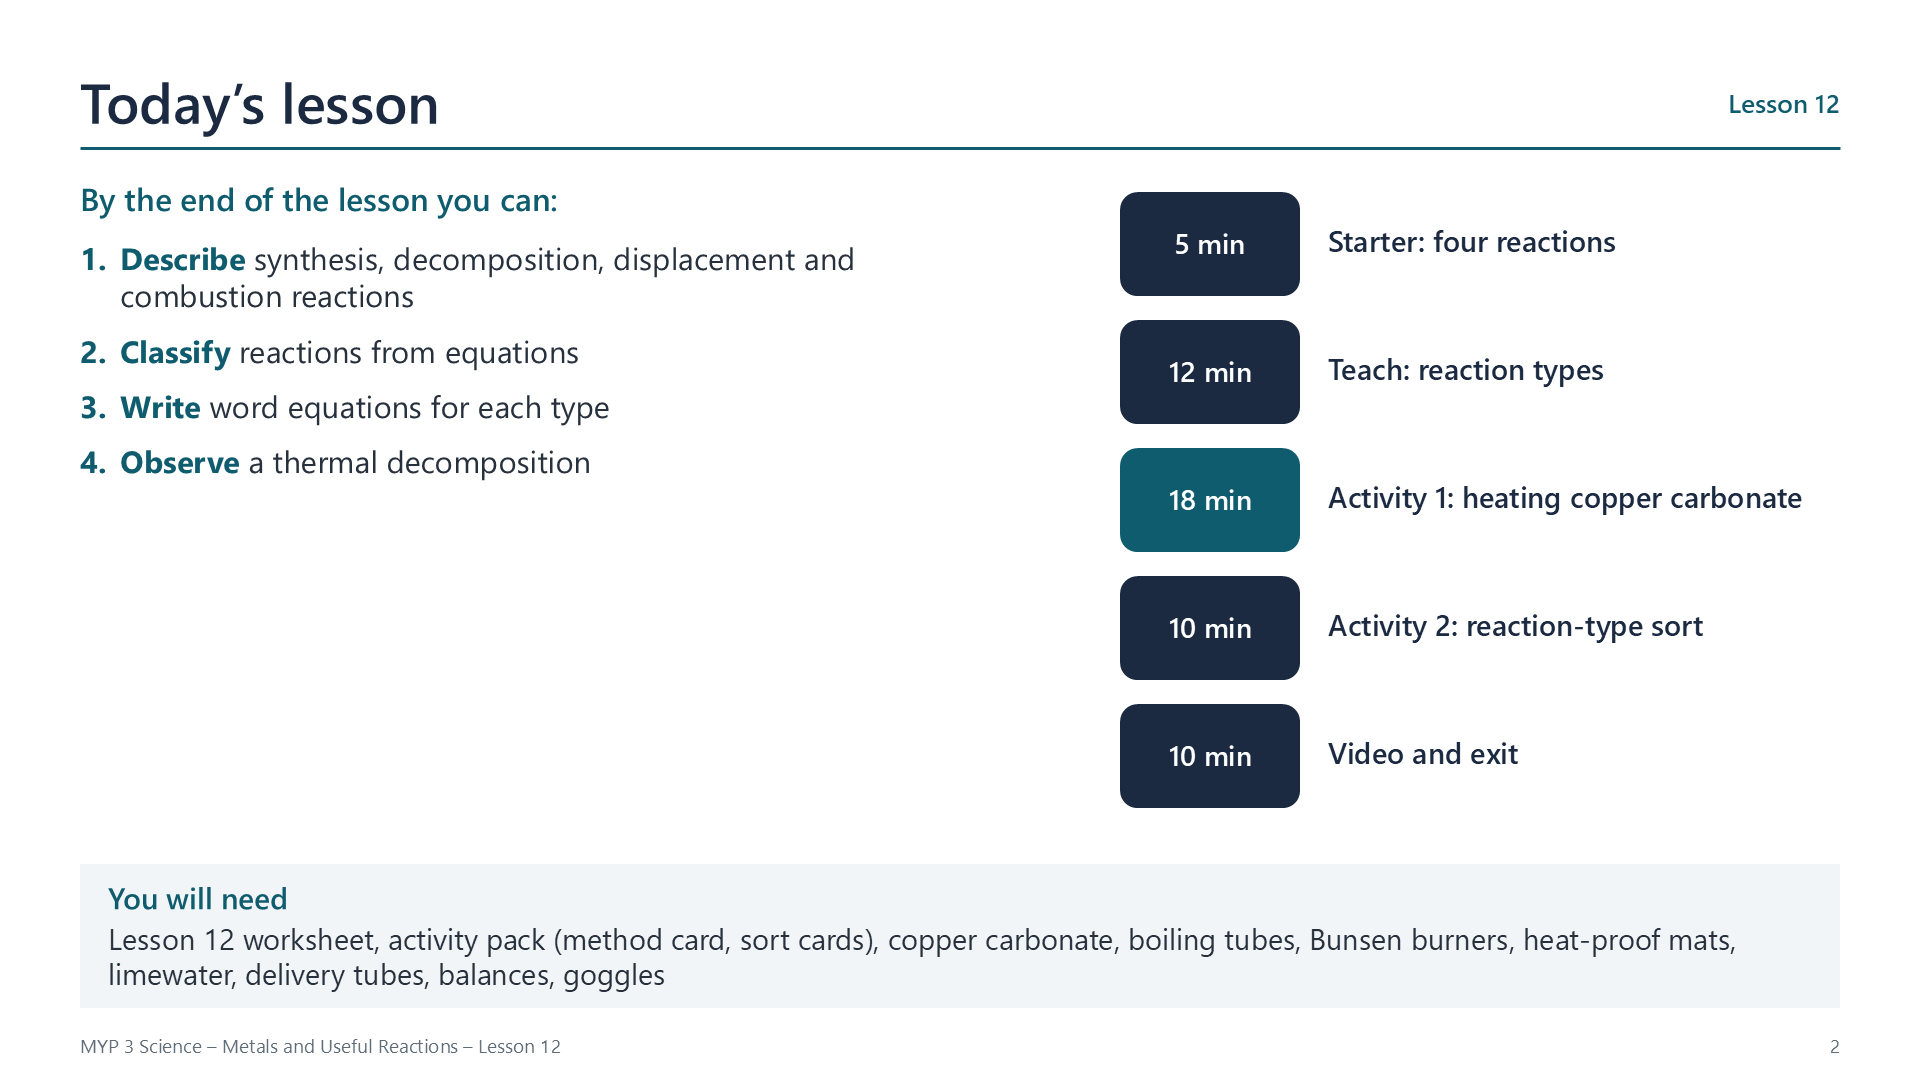 Today’s lesson
Lesson 12
By the end of the lesson you can:
1. Describe synthesis, decomposition, displacement and
combustion reactions
2. Classify reactions from equations
3. Write word equations for each type
4. Observe a thermal decomposition
5 min
Starter: four reactions
12 min
Teach: reaction types
18 min
Activity 1: heating copper carbonate
10 min
Activity 2: reaction-type sort
10 min
Video and exit
You will need
Lesson 12 worksheet, activity pack (method card, sort cards), copper carbonate, boiling tubes, Bunsen burners, heat-proof mats,
limewater, delivery tubes, balances, goggles
MYP 3 Science – Metals and Useful Reactions – Lesson 12
2